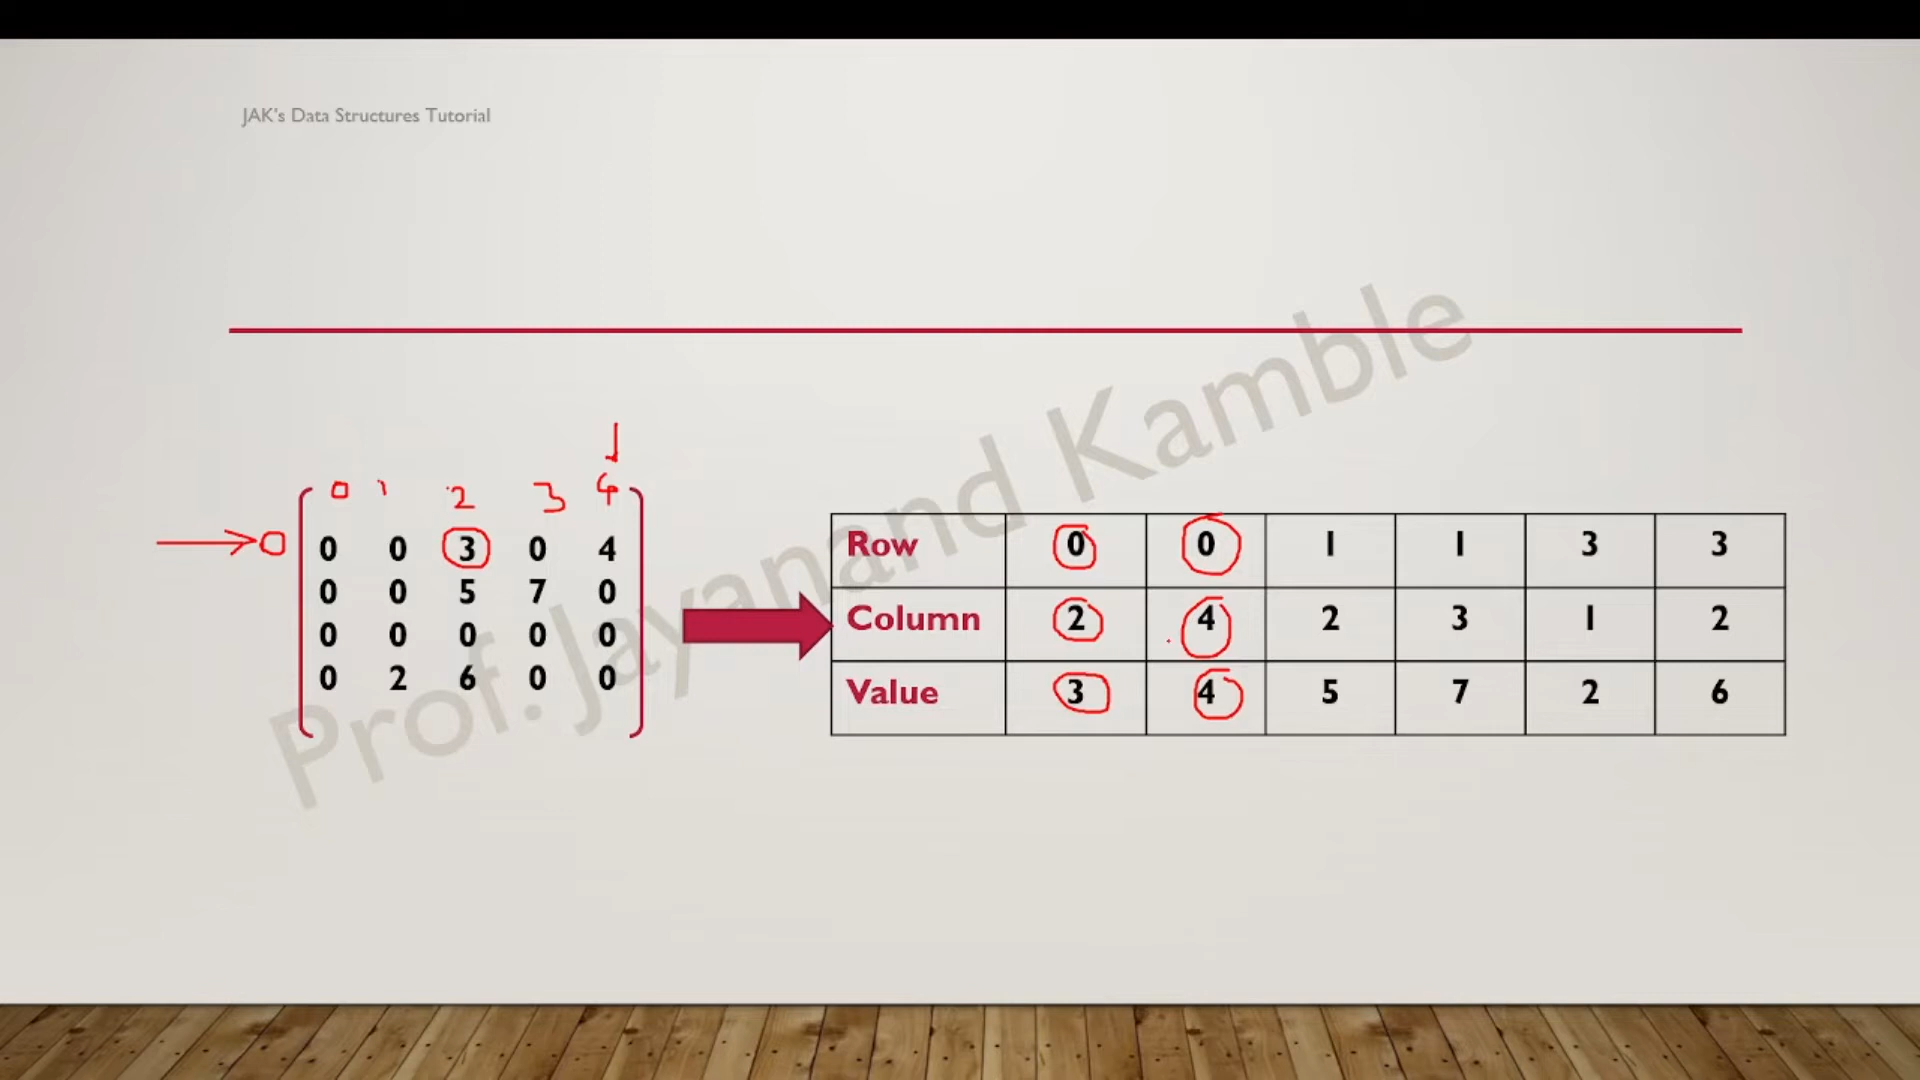 JAK's Data Structures Tutorial
0 1 2 3 4
0
0 0 3 0 4
0 0 5 7 0
0 0 0 0 0
0 2 6 0 0
Row 0 0 1 1 3 3
Column 2 4 2 3 1 2
Value 3 4 5 7 2 6
Prof. Jayanand Kamble